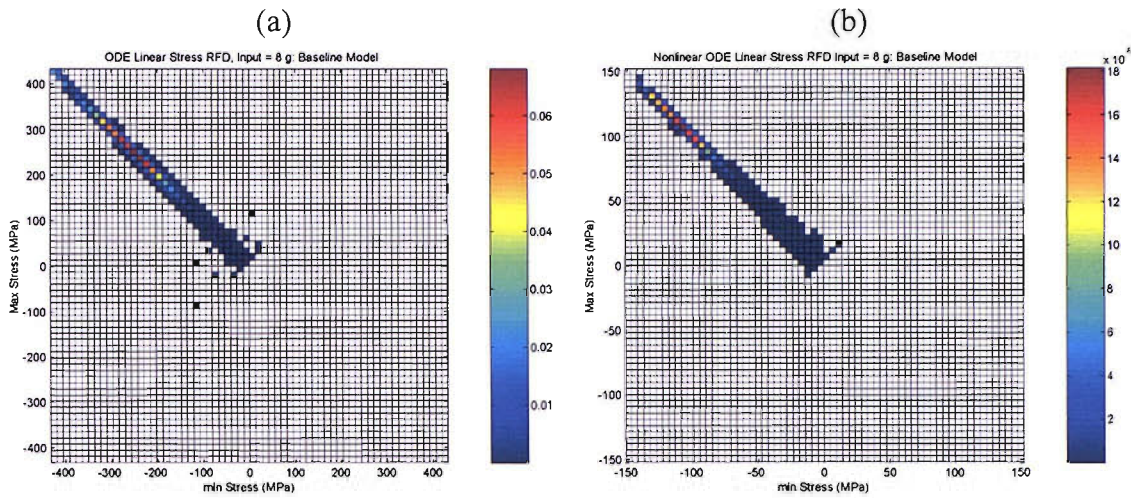 (a)
(b)
ODE Linear Stress RFD, Input = 8 g: Baseline Model
400
300
200
100
0
-100
-200
-300
-400
Max Stress (MPa)
-400 -300 -200 -100 0 100 200 300 400
min Stress (MPa)
0.06
0.05
0.04
0.03
0.02
0.01
Nonlinear ODE Linear Stress RFD Input = 8 g: Baseline Model
150
100
50
0
-50
-100
-150
Max Stress (MPa)
-150 -100 -50 0 50 100 150
min Stress (MPa)
x 10
18
16
14
12
10
8
6
4
2